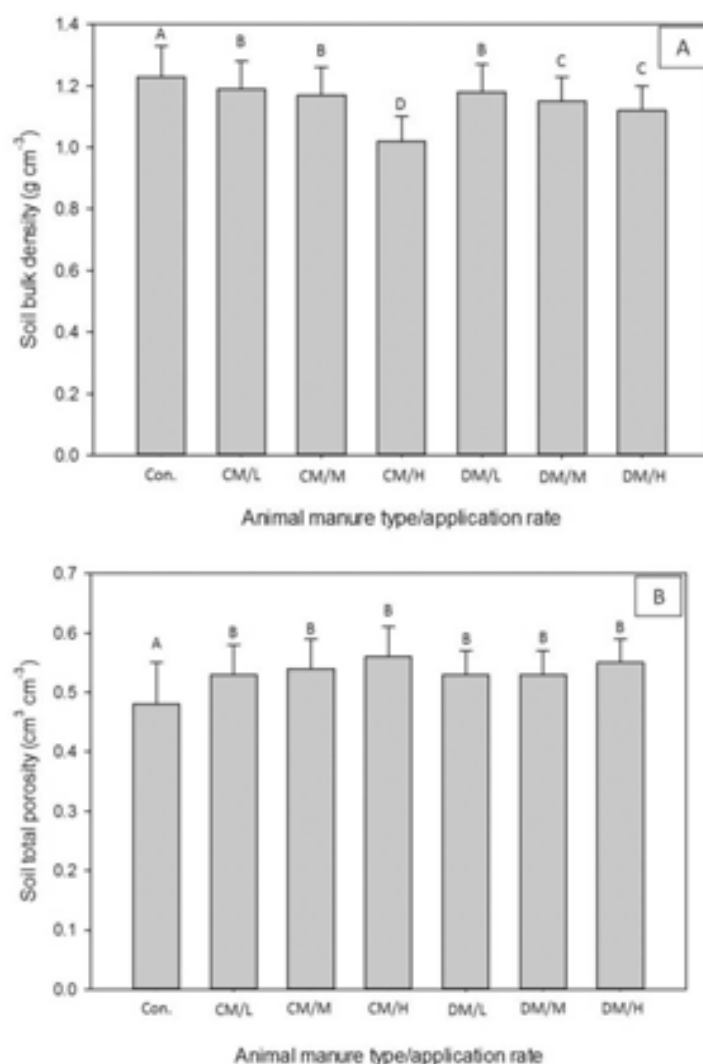 A
1.4
1.2
1.0
0.8
0.6
0.4
0.2
0.0
Soil bulk density (g cm⁻³)
A B B D B C C
Con. CM/L CM/M CM/H DM/L DM/M DM/H
Animal manure type/application rate
B
0.7
0.6
0.5
0.4
0.3
0.2
0.1
0.0
Soil total porosity (cm³ cm⁻³)
A B B B B B B
Con. CM/L CM/M CM/H DM/L DM/M DM/H
Animal manure type/application rate